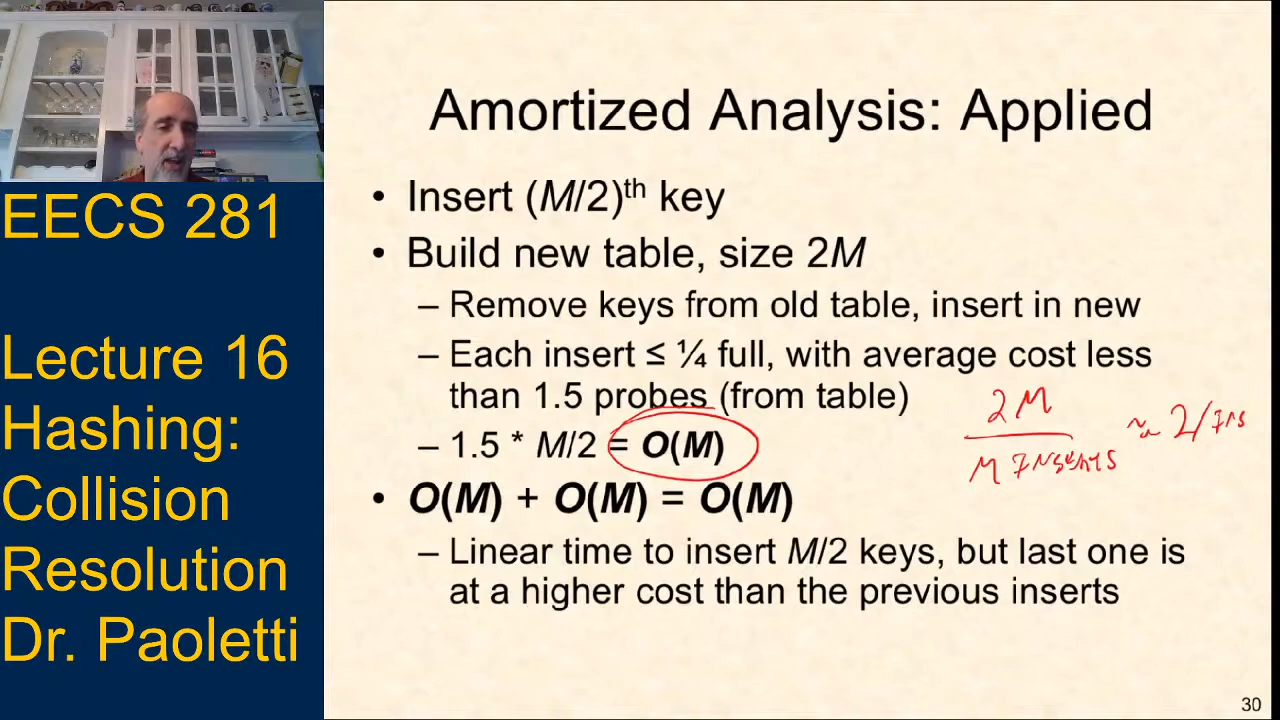 EECS 281
Lecture 16
Hashing:
Collision
Resolution
Dr. Paoletti
Amortized Analysis: Applied
• Insert (M/2)th key
• Build new table, size 2M
– Remove keys from old table, insert in new
– Each insert ≤ ¼ full, with average cost less
than 1.5 probes (from table)
– 1.5 * M/2 = O(M)
2M
M Inserts
≈ 2/Ins
• O(M) + O(M) = O(M)
– Linear time to insert M/2 keys, but last one is
at a higher cost than the previous inserts
30